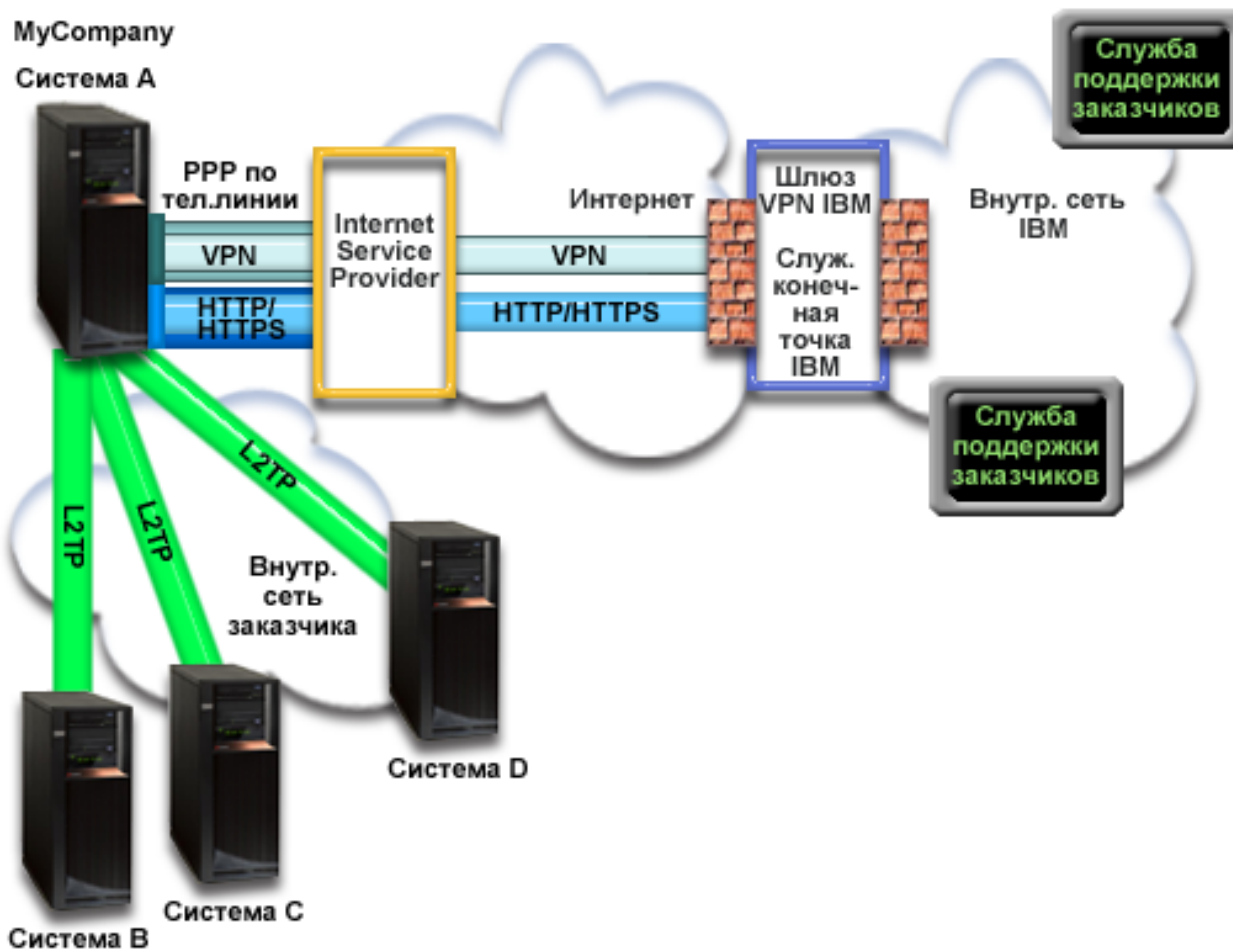 MyCompany
Система A
PPP по
тел.линии
VPN
HTTP/
HTTPS
Internet
Service
Provider
Интернет
VPN
HTTP/HTTPS
Шлюз
VPN IBM
Служ.
конеч-
ная
точка
IBM
Внутр. сеть
IBM
Служба
поддержки
заказчиков
Служба
поддержки
заказчиков
L2TP
L2TP
L2TP
Внутр.
сеть
заказчика
Система D
Система C
Система B